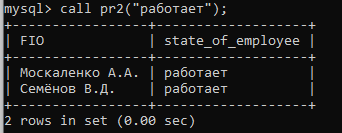 mysql> call pr2("работает");
+----------------+-------------------+
| FIO            | state_of_employee |
+----------------+-------------------+
| Москаленко А.А. | работает          |
| Семёнов В.Д.   | работает          |
+----------------+-------------------+
2 rows in set (0.00 sec)